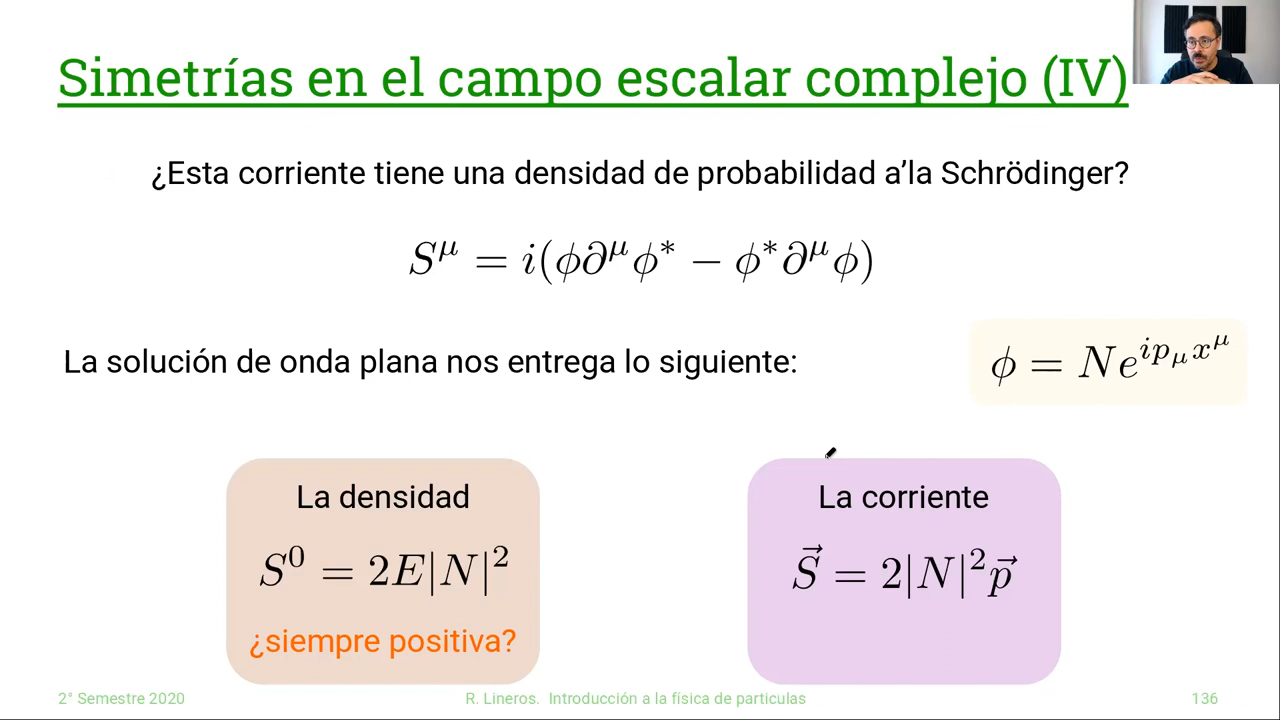 Simetrías en el campo escalar complejo (IV)
¿Esta corriente tiene una densidad de probabilidad a’la Schrödinger?
S^μ = i(ϕ∂^μϕ* − ϕ*∂^μϕ)
La solución de onda plana nos entrega lo siguiente:
ϕ = Ne^{ip_μx^μ}
La densidad
S^0 = 2E|N|^2
¿siempre positiva?
La corriente
S⃗ = 2|N|^2p⃗
2° Semestre 2020
R. Lineros. Introducción a la física de particulas
136